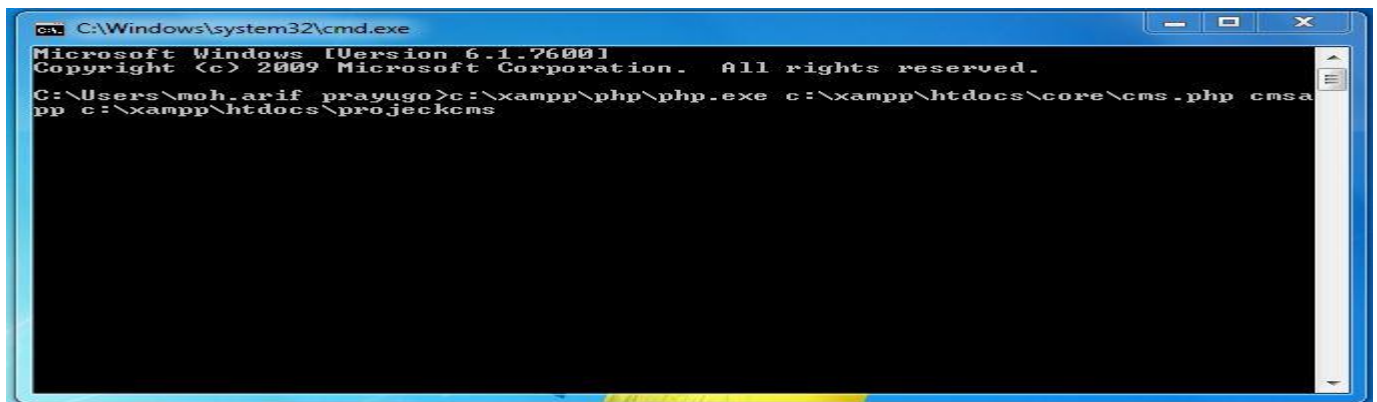 C:\Windows\system32\cmd.exe
Microsoft Windows [Version 6.1.7600]
Copyright (c) 2009 Microsoft Corporation.  All rights reserved.
C:\Users\moh.arif prayugo>c:\xampp\php\php.exe c:\xampp\htdocs\core\cms.php cmsa
pp c:\xampp\htdocs\projeckcms